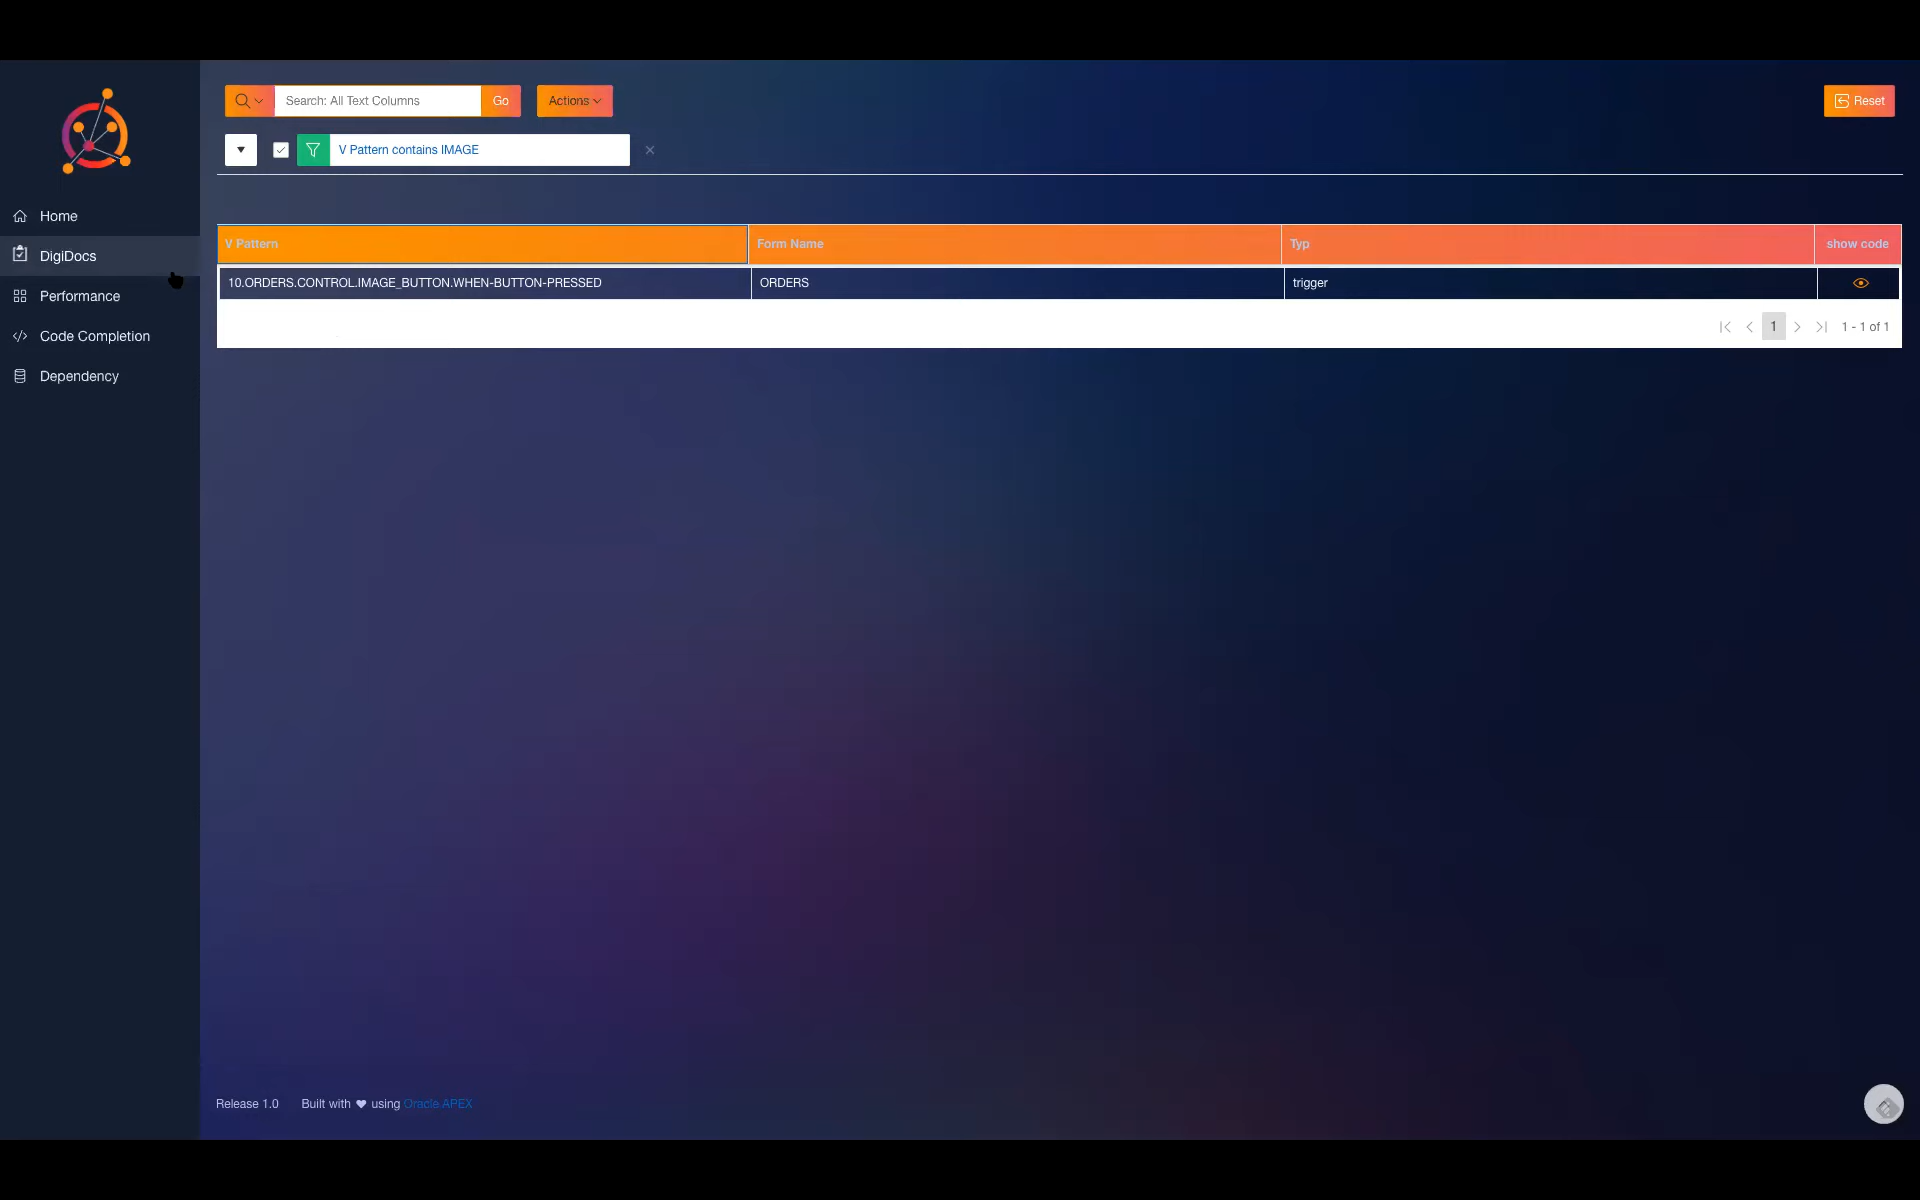 Search: All Text Columns
Go
Actions
Reset
V Pattern contains IMAGE
Home
DigiDocs
Performance
Code Completion
Dependency
V Pattern
Form Name
Typ
show code
10.ORDERS.CONTROL.IMAGE_BUTTON.WHEN-BUTTON-PRESSED
ORDERS
trigger
1
1 - 1 of 1
Release 1.0
Built with ♥ using Oracle APEX